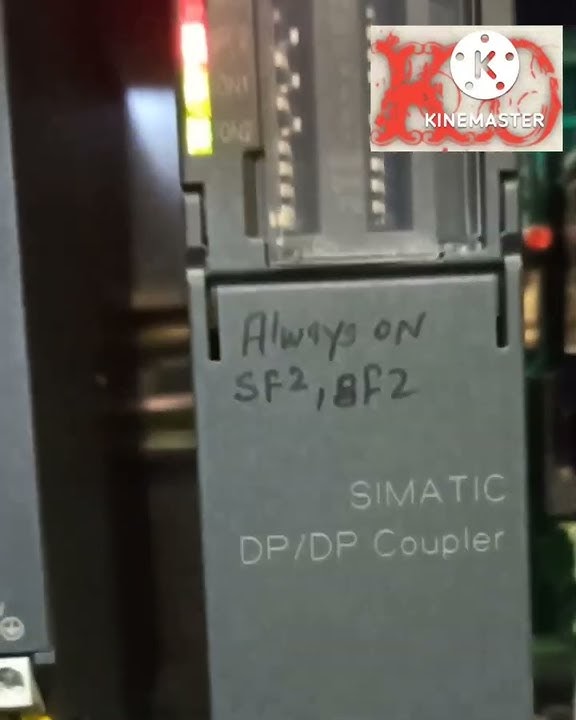 KINEMASTER
ON1
ON2
Always ON
SF2, BF2
SIMATIC
DP/DP Coupler